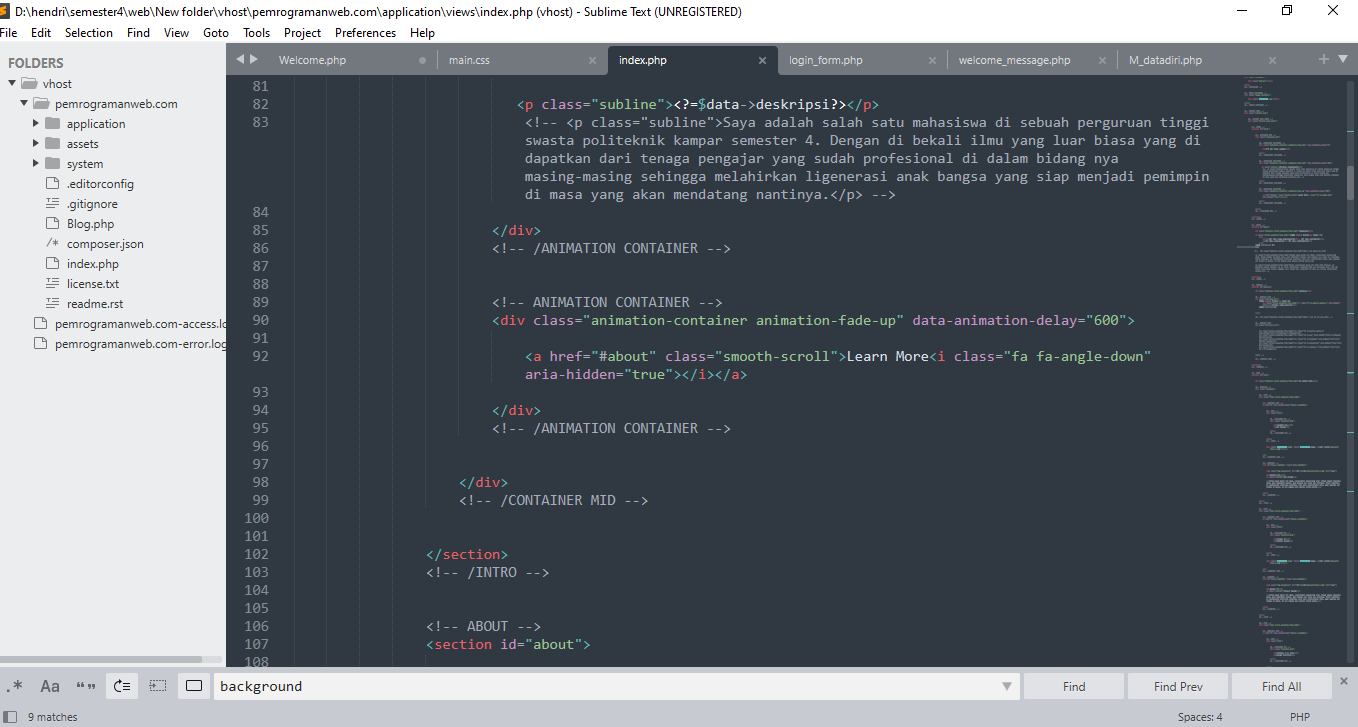 D:\hendri\semester4\web\New folder\vhost\pemrogramanweb.com\application\views\index.php (vhost) - Sublime Text (UNREGISTERED)
File Edit Selection Find View Goto Tools Project Preferences Help
FOLDERS
vhost
pemrogramanweb.com
application
assets
system
.editorconfig
.gitignore
Blog.php
composer.json
index.php
license.txt
readme.rst
pemrogramanweb.com-access.lo
pemrogramanweb.com-error.log
Welcome.php main.css index.php login_form.php welcome_message.php M_datadiri.php
81
82 <p class="subline"><?=$data->deskripsi?></p>
83 <!-- <p class="subline">Saya adalah salah satu mahasiswa di sebuah perguruan tinggi
swasta politeknik kampar semester 4. Dengan di bekali ilmu yang luar biasa yang di
dapatkan dari tenaga pengajar yang sudah profesional di dalam bidang nya
masing-masing sehingga melahirkan ligenerasi anak bangsa yang siap menjadi pemimpin
di masa yang akan mendatang nantinya.</p> -->
84
85 </div>
86 <!-- /ANIMATION CONTAINER -->
87
88
89 <!-- ANIMATION CONTAINER -->
90 <div class="animation-container animation-fade-up" data-animation-delay="600">
91
92 <a href="#about" class="smooth-scroll">Learn More<i class="fa fa-angle-down"
aria-hidden="true"></i></a>
93
94 </div>
95 <!-- /ANIMATION CONTAINER -->
96
97
98 </div>
99 <!-- /CONTAINER MID -->
100
101
102 </section>
103 <!-- /INTRO -->
104
105
106 <!-- ABOUT -->
107 <section id="about">
108
.* Aa “” background Find Find Prev Find All
9 matches Spaces: 4 PHP